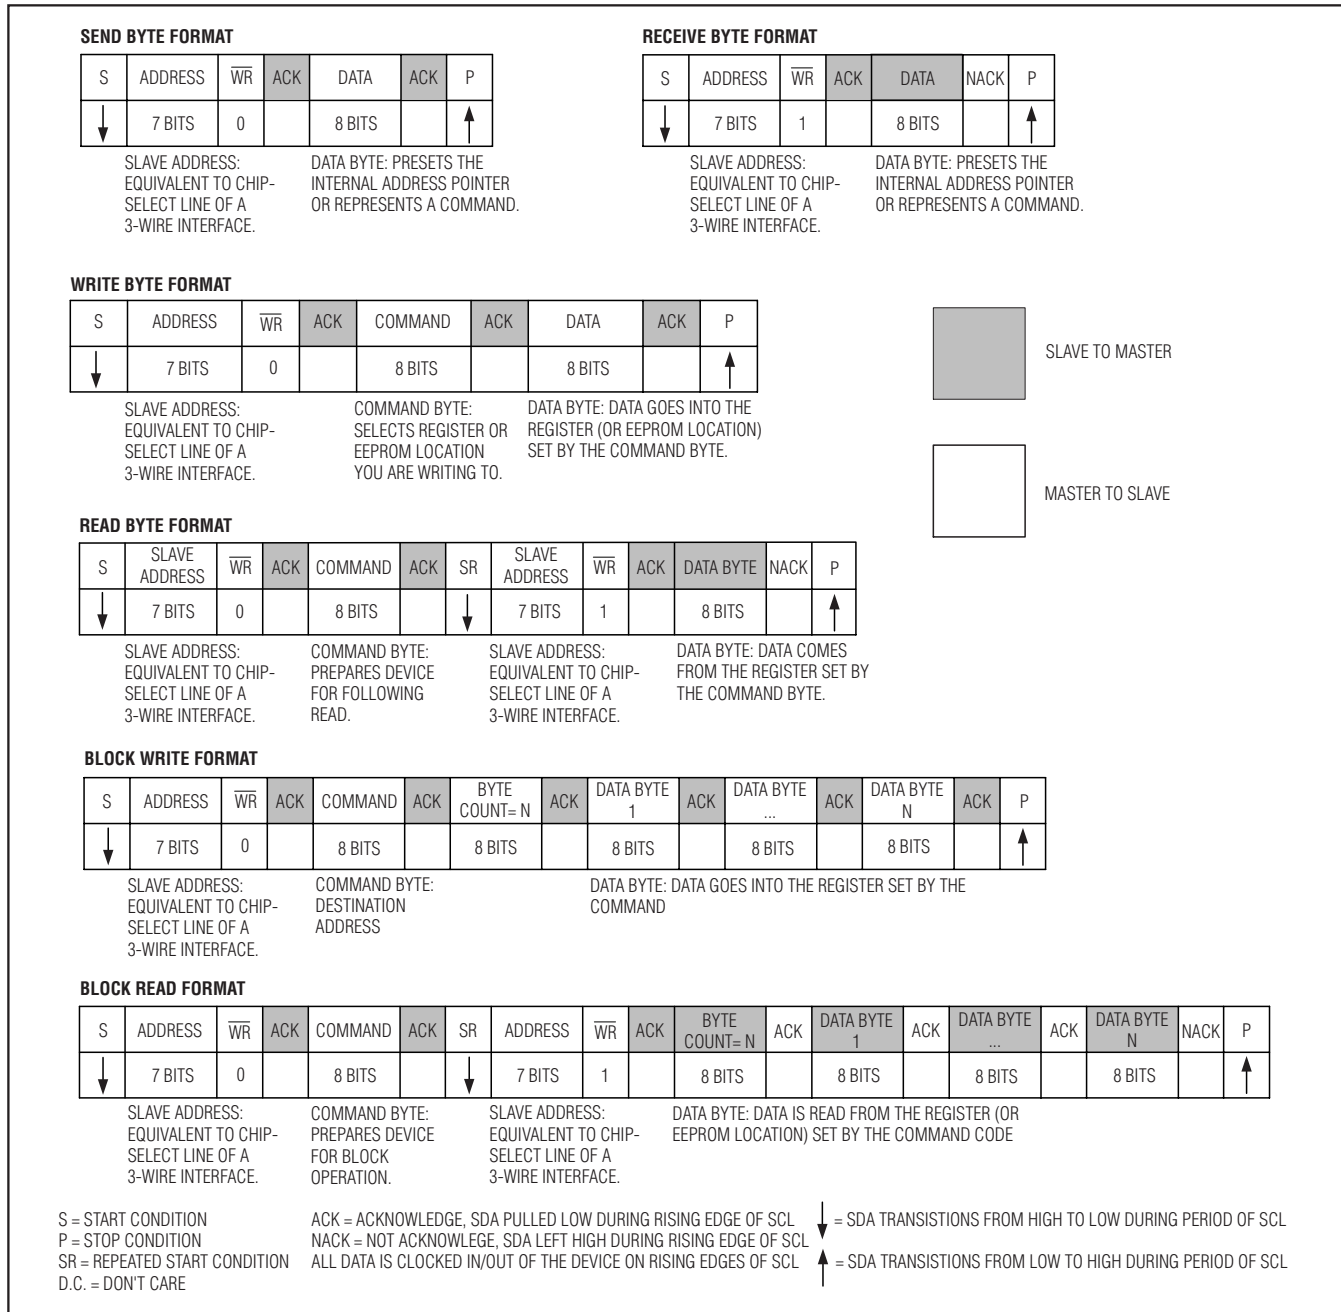 SEND BYTE FORMAT
S ADDRESS WR ACK DATA ACK P
7 BITS 0 8 BITS
SLAVE ADDRESS:
EQUIVALENT TO CHIP-
SELECT LINE OF A
3-WIRE INTERFACE.
DATA BYTE: PRESETS THE
INTERNAL ADDRESS POINTER
OR REPRESENTS A COMMAND.
RECEIVE BYTE FORMAT
S ADDRESS WR ACK DATA NACK P
7 BITS 1 8 BITS
SLAVE ADDRESS:
EQUIVALENT TO CHIP-
SELECT LINE OF A
3-WIRE INTERFACE.
DATA BYTE: PRESETS THE
INTERNAL ADDRESS POINTER
OR REPRESENTS A COMMAND.
WRITE BYTE FORMAT
S ADDRESS WR ACK COMMAND ACK DATA ACK P
7 BITS 0 8 BITS 8 BITS
SLAVE ADDRESS:
EQUIVALENT TO CHIP-
SELECT LINE OF A
3-WIRE INTERFACE.
COMMAND BYTE:
SELECTS REGISTER OR
EEPROM LOCATION
YOU ARE WRITING TO.
DATA BYTE: DATA GOES INTO THE
REGISTER (OR EEPROM LOCATION)
SET BY THE COMMAND BYTE.
SLAVE TO MASTER
MASTER TO SLAVE
READ BYTE FORMAT
S SLAVE ADDRESS WR ACK COMMAND ACK SR SLAVE ADDRESS WR ACK DATA BYTE NACK P
7 BITS 0 8 BITS 7 BITS 1 8 BITS
SLAVE ADDRESS:
EQUIVALENT TO CHIP-
SELECT LINE OF A
3-WIRE INTERFACE.
COMMAND BYTE:
PREPARES DEVICE
FOR FOLLOWING
READ.
SLAVE ADDRESS:
EQUIVALENT TO CHIP-
SELECT LINE OF A
3-WIRE INTERFACE.
DATA BYTE: DATA COMES
FROM THE REGISTER SET BY
THE COMMAND BYTE.
BLOCK WRITE FORMAT
S ADDRESS WR ACK COMMAND ACK BYTE COUNT= N ACK DATA BYTE 1 ACK DATA BYTE ... ACK DATA BYTE N ACK P
7 BITS 0 8 BITS 8 BITS 8 BITS 8 BITS 8 BITS
SLAVE ADDRESS:
EQUIVALENT TO CHIP-
SELECT LINE OF A
3-WIRE INTERFACE.
COMMAND BYTE:
DESTINATION
ADDRESS
DATA BYTE: DATA GOES INTO THE REGISTER SET BY THE
COMMAND
BLOCK READ FORMAT
S ADDRESS WR ACK COMMAND ACK SR ADDRESS WR ACK BYTE COUNT= N ACK DATA BYTE 1 ACK DATA BYTE ... ACK DATA BYTE N NACK P
7 BITS 0 8 BITS 7 BITS 1 8 BITS 8 BITS 8 BITS 8 BITS
SLAVE ADDRESS:
EQUIVALENT TO CHIP-
SELECT LINE OF A
3-WIRE INTERFACE.
COMMAND BYTE:
PREPARES DEVICE
FOR BLOCK
OPERATION.
SLAVE ADDRESS:
EQUIVALENT TO CHIP-
SELECT LINE OF A
3-WIRE INTERFACE.
DATA BYTE: DATA IS READ FROM THE REGISTER (OR
EEPROM LOCATION) SET BY THE COMMAND CODE
S = START CONDITION
P = STOP CONDITION
SR = REPEATED START CONDITION
D.C. = DON'T CARE
ACK = ACKNOWLEDGE, SDA PULLED LOW DURING RISING EDGE OF SCL
NACK = NOT ACKNOWLEGE, SDA LEFT HIGH DURING RISING EDGE OF SCL
ALL DATA IS CLOCKED IN/OUT OF THE DEVICE ON RISING EDGES OF SCL
= SDA TRANSISTIONS FROM HIGH TO LOW DURING PERIOD OF SCL
= SDA TRANSISTIONS FROM LOW TO HIGH DURING PERIOD OF SCL